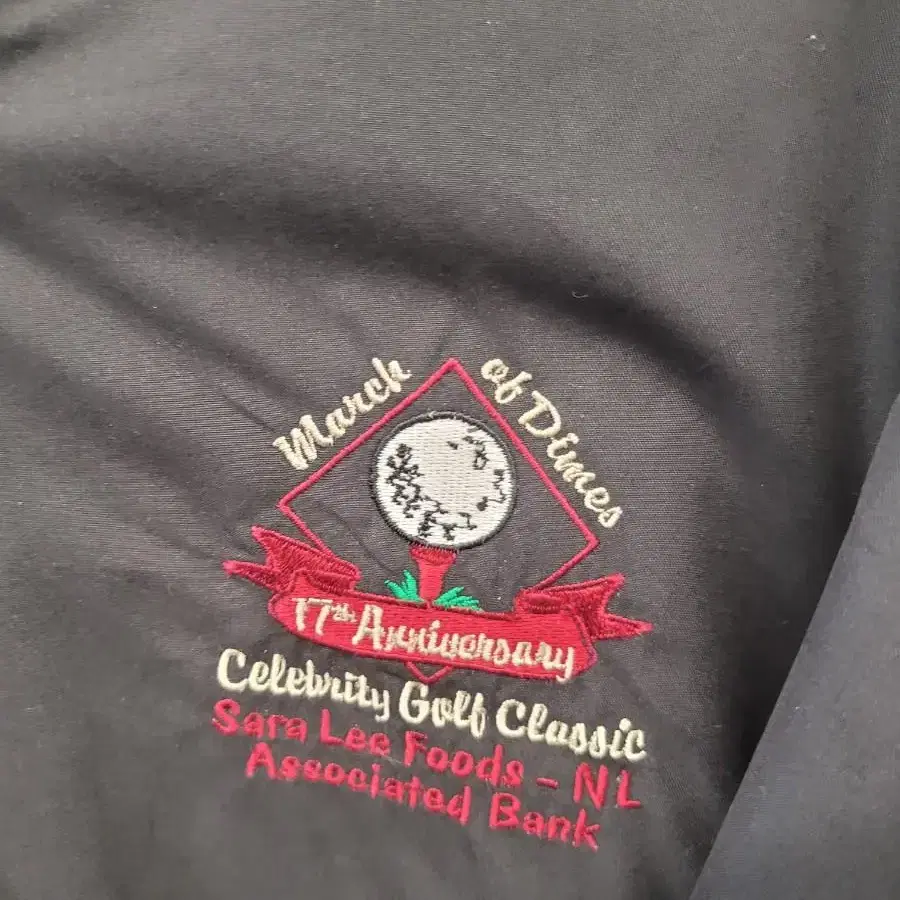 March of Dimes
17th Anniversary
Celebrity Golf Classic
Sara Lee Foods - NL
Associated Bank